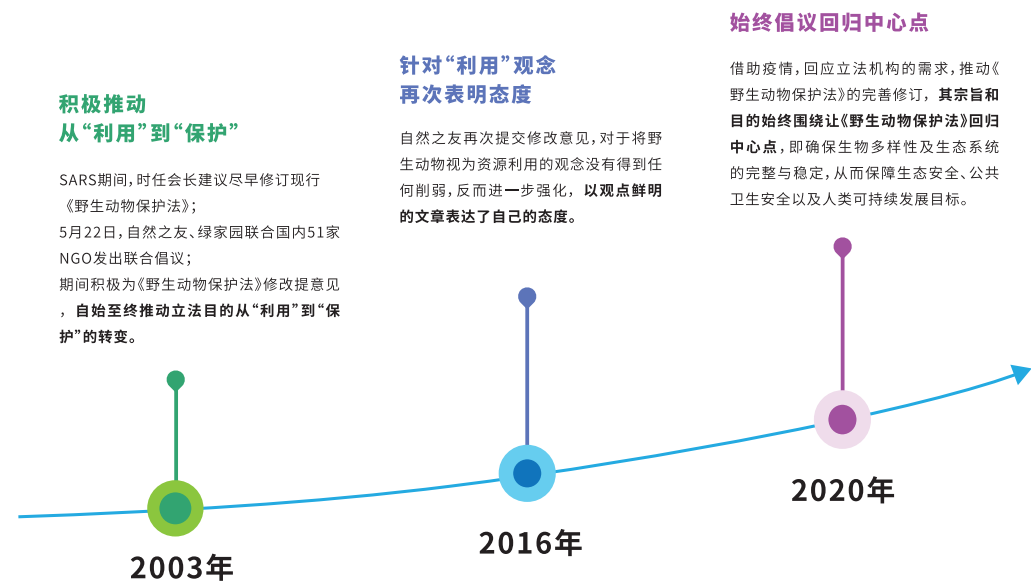 积极推动
从“利用”到“保护”
SARS期间，时任会长建议尽早修订现行
《野生动物保护法》；
5月22日，自然之友、绿家园联合国内51家
NGO发出联合倡议；
期间积极为《野生动物保护法》修改提意见
，自始至终推动立法目的从“利用”到“保
护”的转变。
2003年
针对“利用”观念
再次表明态度
自然之友再次提交修改意见，对于将野
生动物视为资源利用的观念没有得到任
何削弱，反而进一步强化，以观点鲜明
的文章表达了自己的态度。
2016年
始终倡议回归中心点
借助疫情，回应立法机构的需求，推动《
野生动物保护法》的完善修订，其宗旨和
目的始终围绕让《野生动物保护法》回归
中心点，即确保生物多样性及生态系统
的完整与稳定，从而保障生态安全、公共
卫生安全以及人类可持续发展目标。
2020年